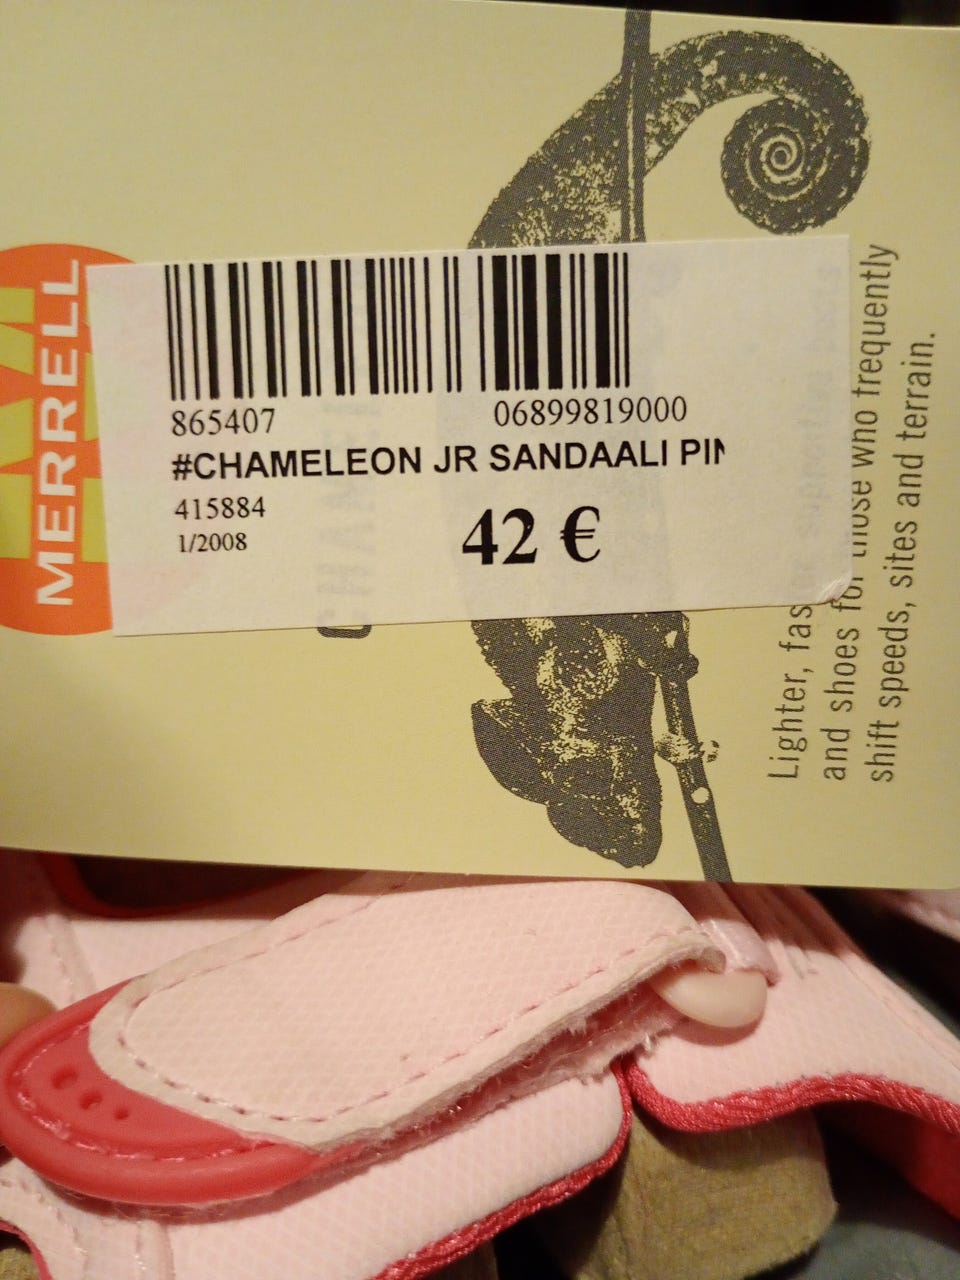 MERRELL
865407 06899819000
#CHAMELEON JR SANDAALI PIN
415884
42 €
1/2008
Lighter, fas
and shoes for those who frequently
shift speeds, sites and terrain.